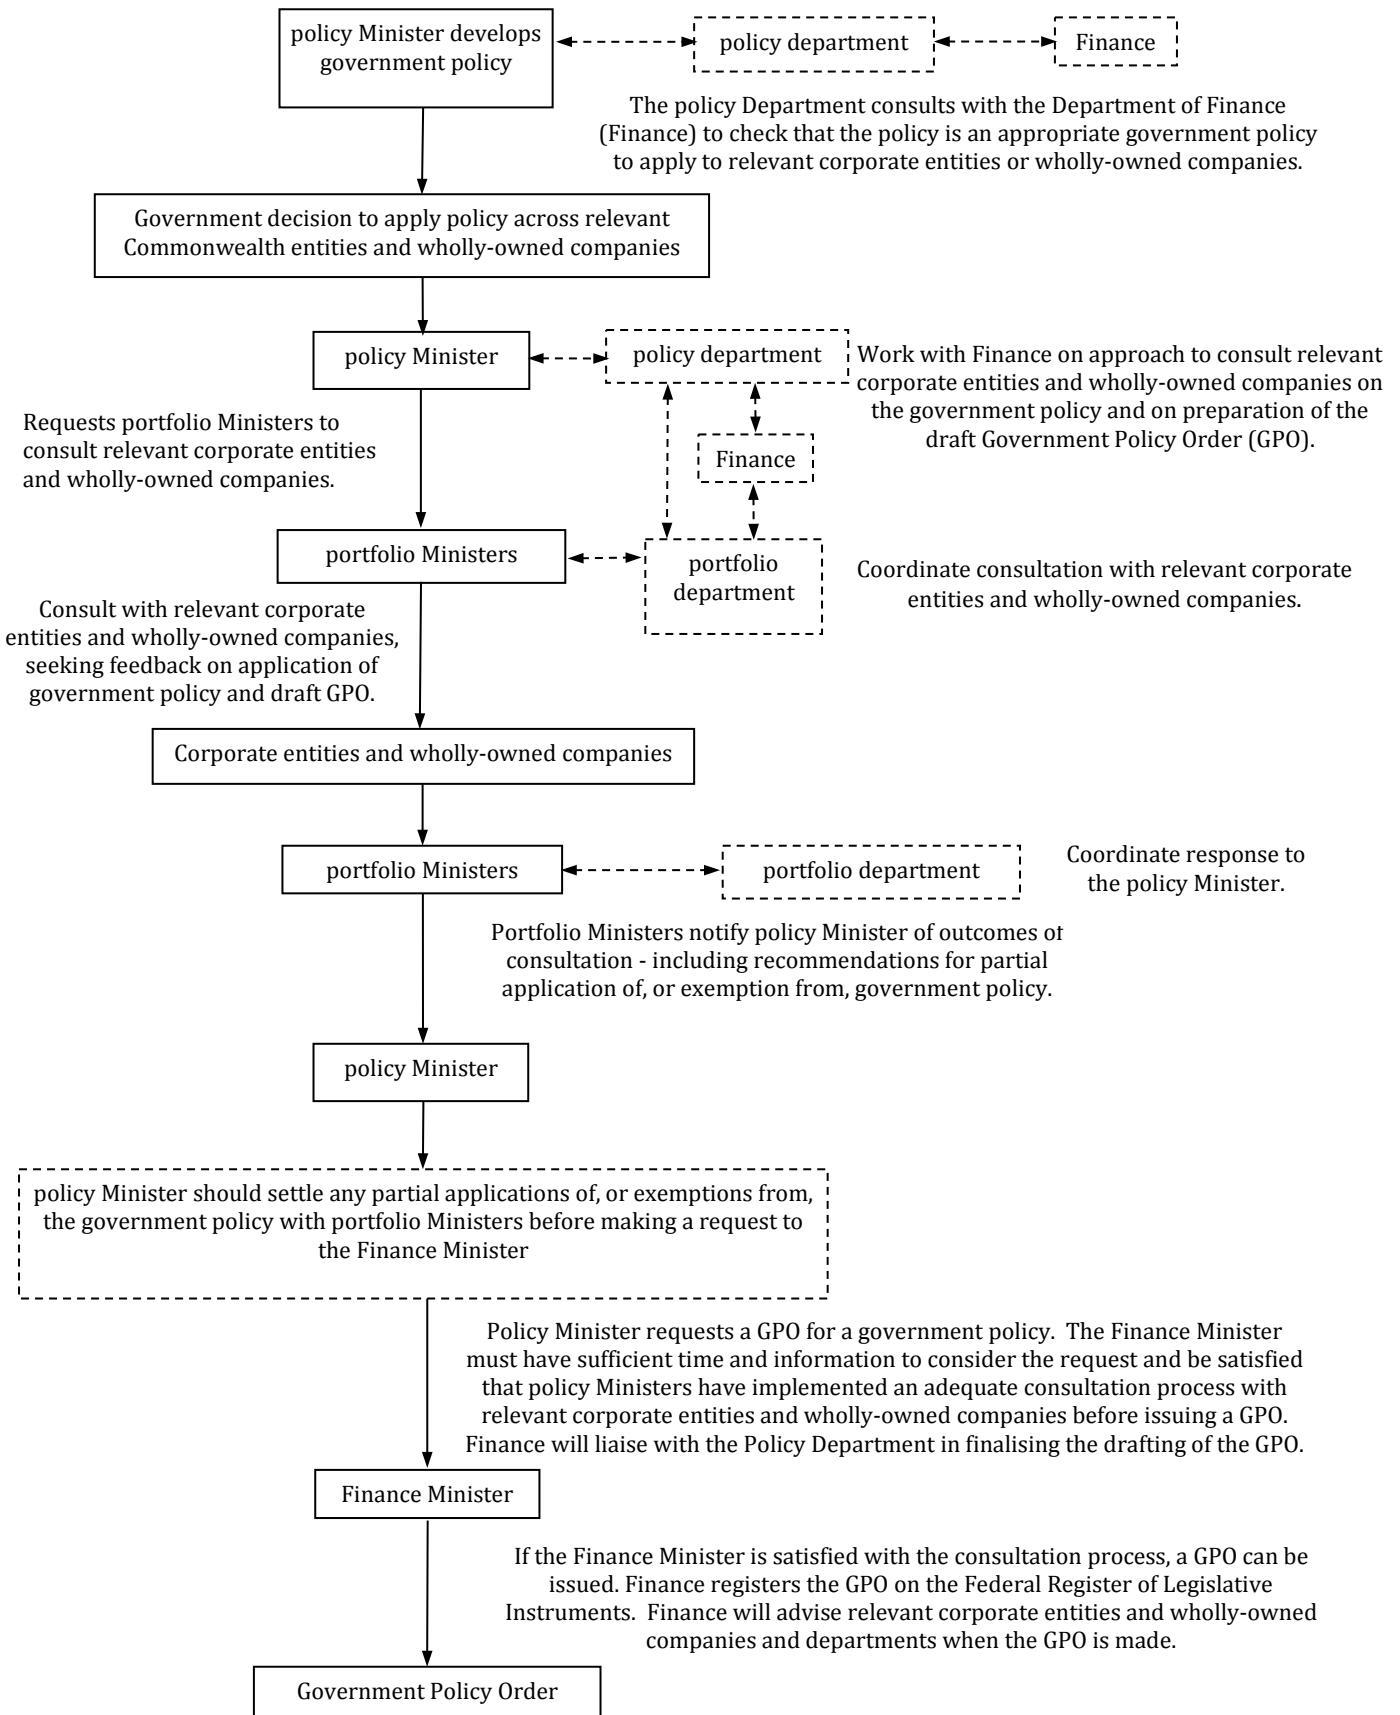 policy Minister develops
government policy
policy department
Finance
The policy Department consults with the Department of Finance
(Finance) to check that the policy is an appropriate government policy
to apply to relevant corporate entities or wholly-owned companies.
Government decision to apply policy across relevant
Commonwealth entities and wholly-owned companies
policy Minister
policy department
Work with Finance on approach to consult relevant
corporate entities and wholly-owned companies on
the government policy and on preparation of the
draft Government Policy Order (GPO).
Requests portfolio Ministers to
consult relevant corporate entities
and wholly-owned companies.
Finance
portfolio Ministers
portfolio
department
Coordinate consultation with relevant corporate
entities and wholly-owned companies.
Consult with relevant corporate
entities and wholly-owned companies,
seeking feedback on application of
government policy and draft GPO.
Corporate entities and wholly-owned companies
portfolio Ministers
portfolio department
Coordinate response to
the policy Minister.
Portfolio Ministers notify policy Minister of outcomes of
consultation - including recommendations for partial
application of, or exemption from, government policy.
policy Minister
policy Minister should settle any partial applications of, or exemptions from,
the government policy with portfolio Ministers before making a request to
the Finance Minister
Policy Minister requests a GPO for a government policy.  The Finance Minister
must have sufficient time and information to consider the request and be satisfied
that policy Ministers have implemented an adequate consultation process with
relevant corporate entities and wholly-owned companies before issuing a GPO.
Finance will liaise with the Policy Department in finalising the drafting of the GPO.
Finance Minister
If the Finance Minister is satisfied with the consultation process, a GPO can be
issued. Finance registers the GPO on the Federal Register of Legislative
Instruments.  Finance will advise relevant corporate entities and wholly-owned
companies and departments when the GPO is made.
Government Policy Order